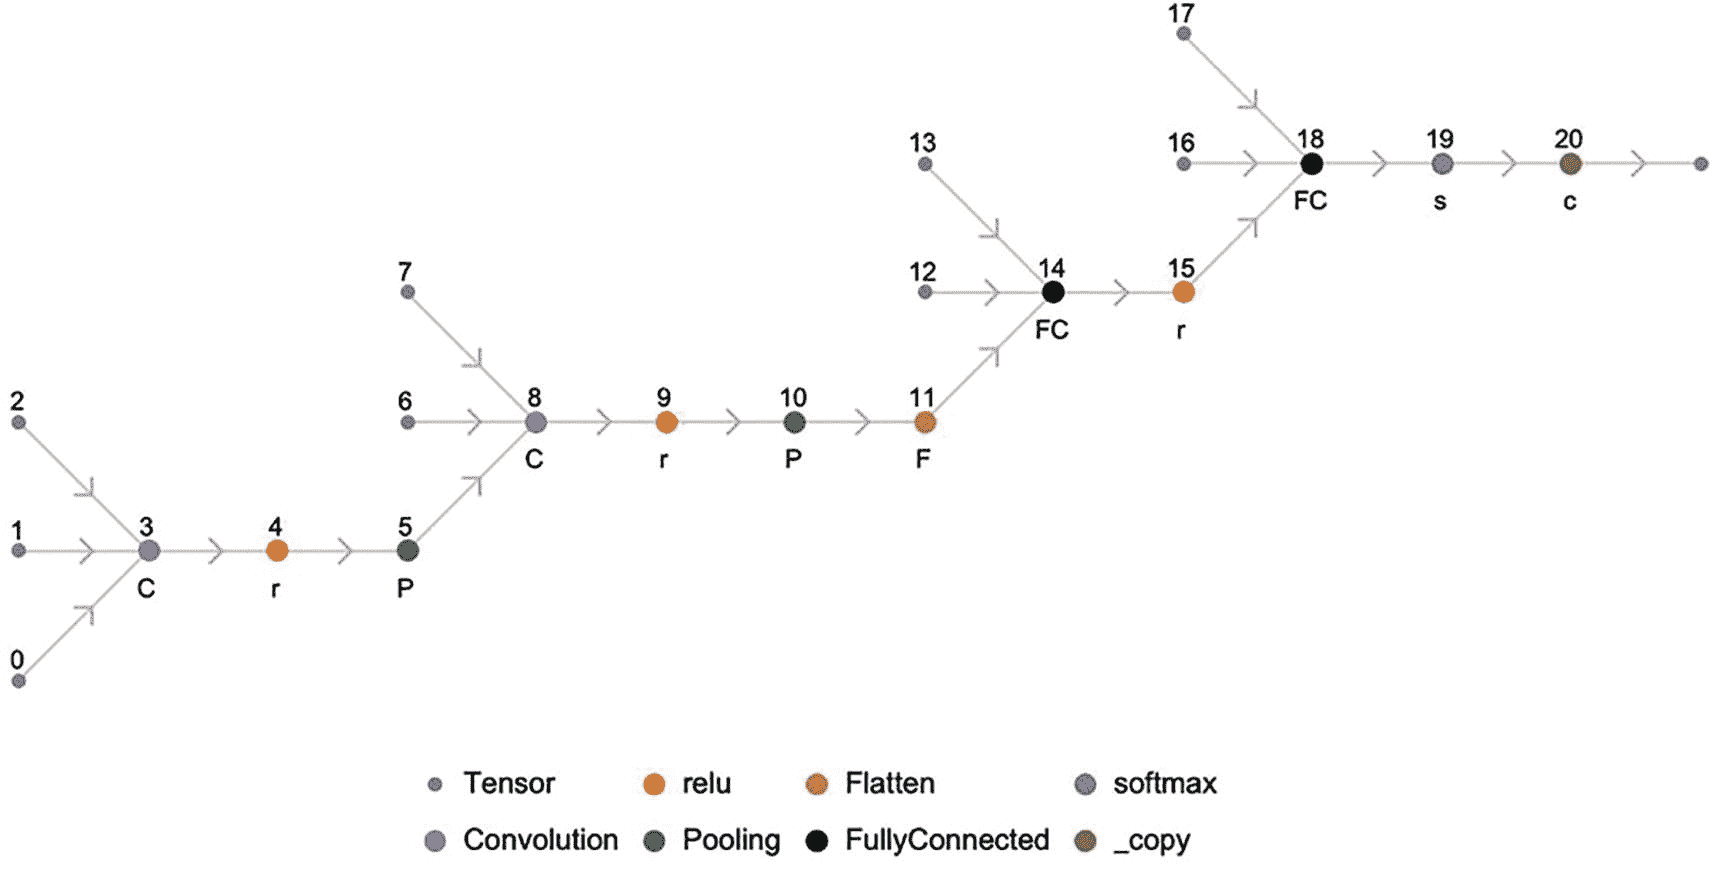 17
13
16
18
19
20
FC
s
c
7
12
14
15
FC
r
2
6
8
9
10
11
C
r
P
F
1
3
4
5
C
r
P
0
Tensor
relu
Flatten
softmax
Convolution
Pooling
FullyConnected
_copy